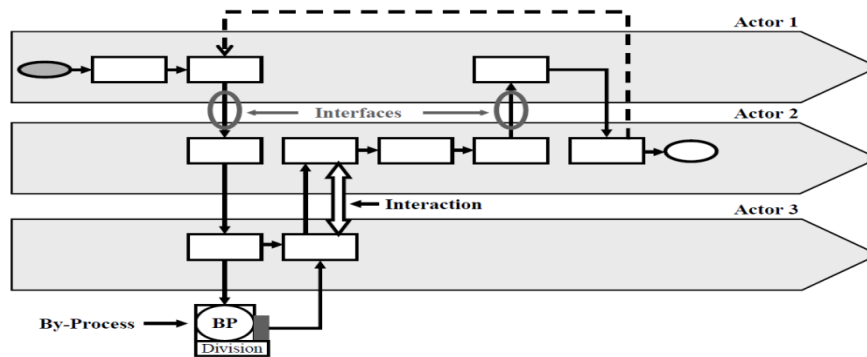 Actor 1
Interfaces
Actor 2
Interaction
Actor 3
By-Process
BP
Division